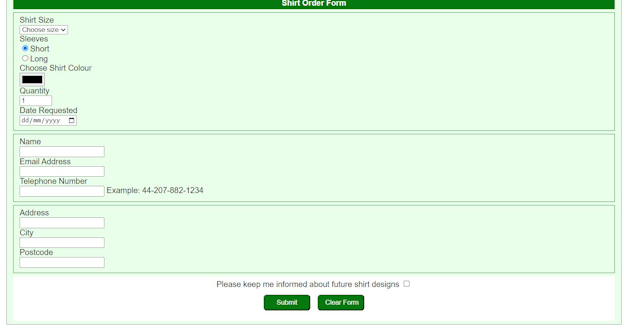 Shirt Order Form
Shirt Size
Choose size
Sleeves
Short
Long
Choose Shirt Colour
Quantity
1
Date Requested
dd/mm/yyyy
Name
Email Address
Telephone Number
Example: 44-207-882-1234
Address
City
Postcode
Please keep me informed about future shirt designs
Submit Clear Form